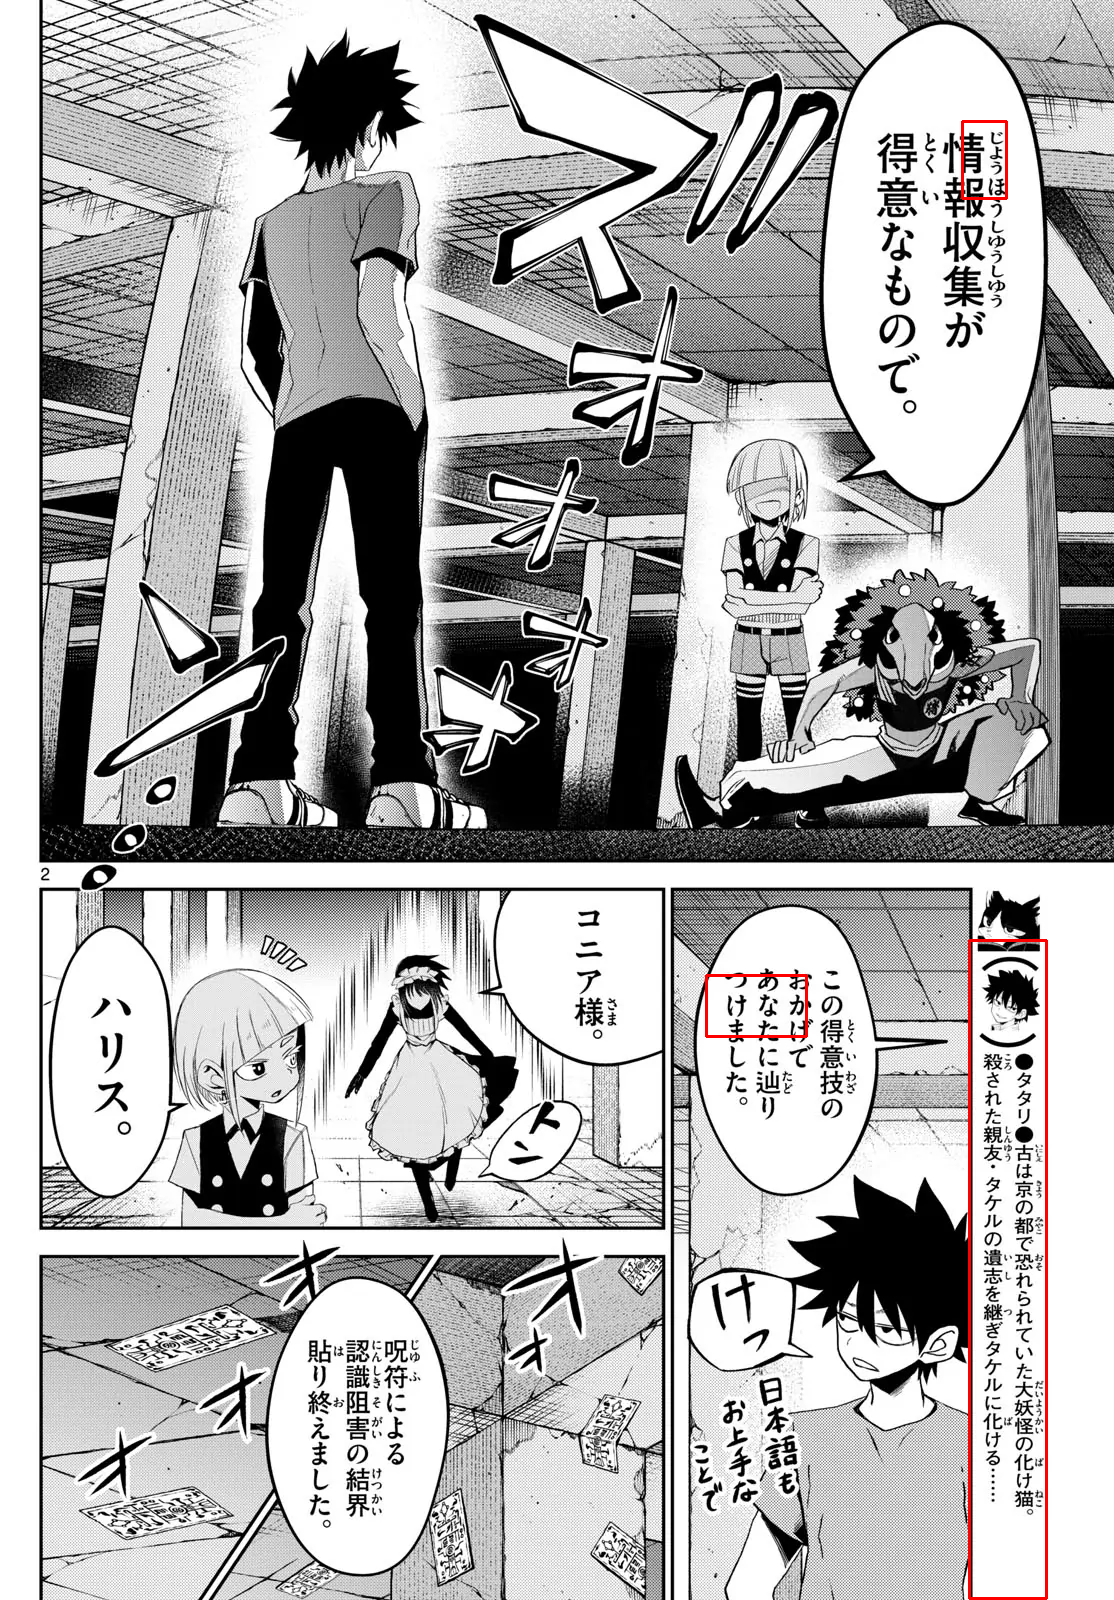 情報収集が
得意なもので。
ズオオオオ…
2
●タタリ●古は京の都で恐れられていた大妖怪の化け猫。
殺された親友・タケルの遺志を継ぎタケルに化ける……
この得意技の
おかげで
あなたに辿り
つけました。
けっ
日本語も
お上手な
ことで
コニア様。
トン
ハリス。
呪符による
認識阻害の結界
貼り終えました。